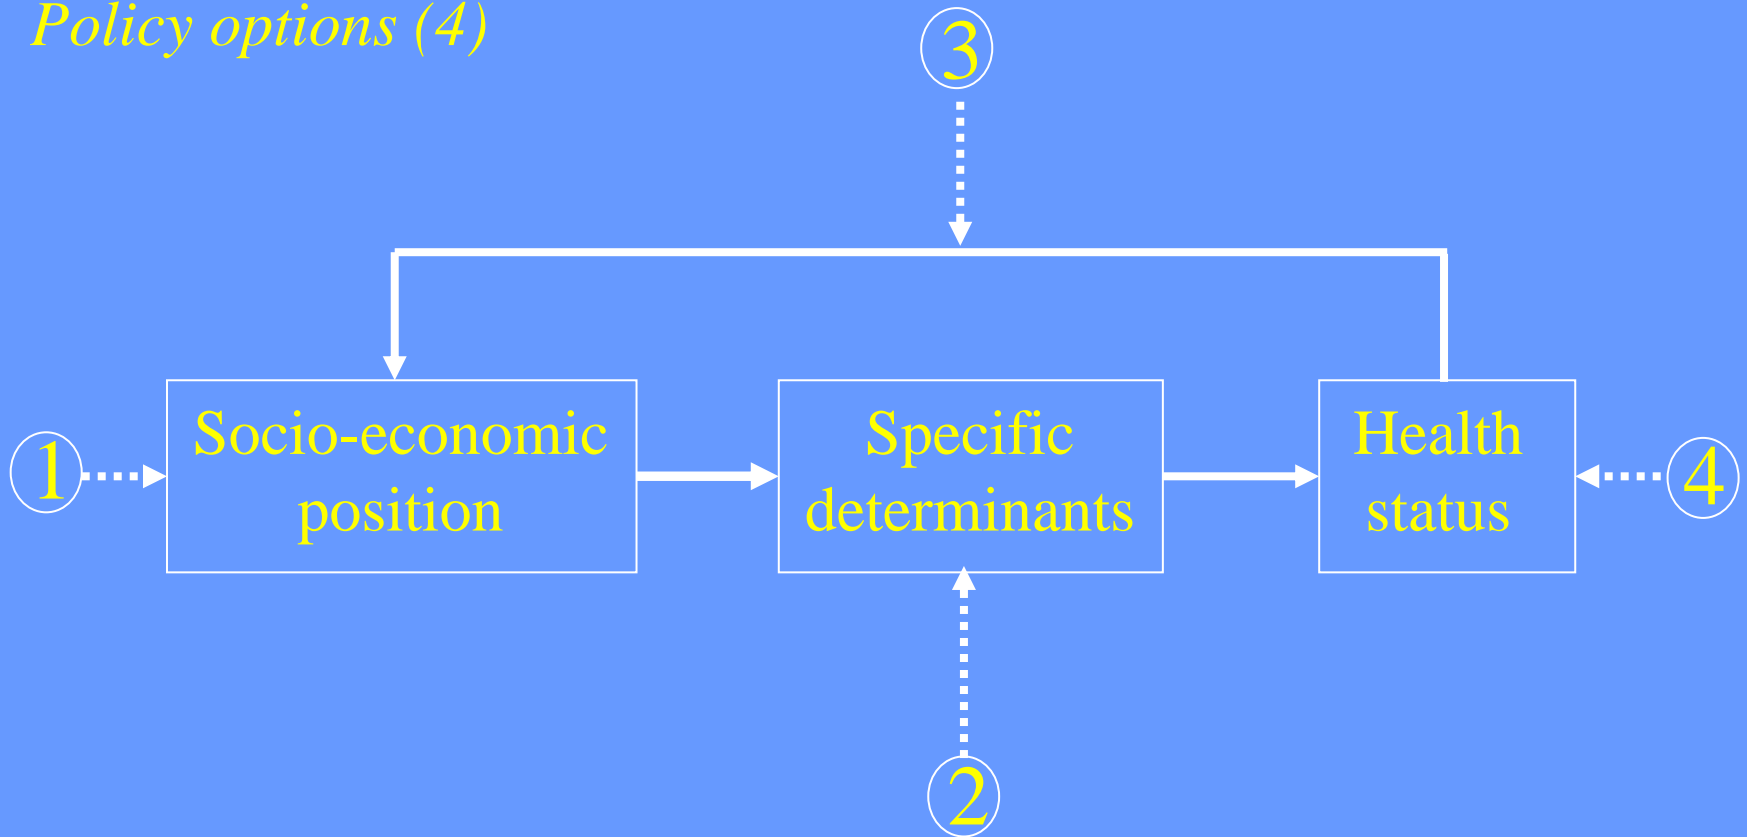 Policy options (4)
3
Socio-economic
position
Specific
determinants
Health
status
1
4
2